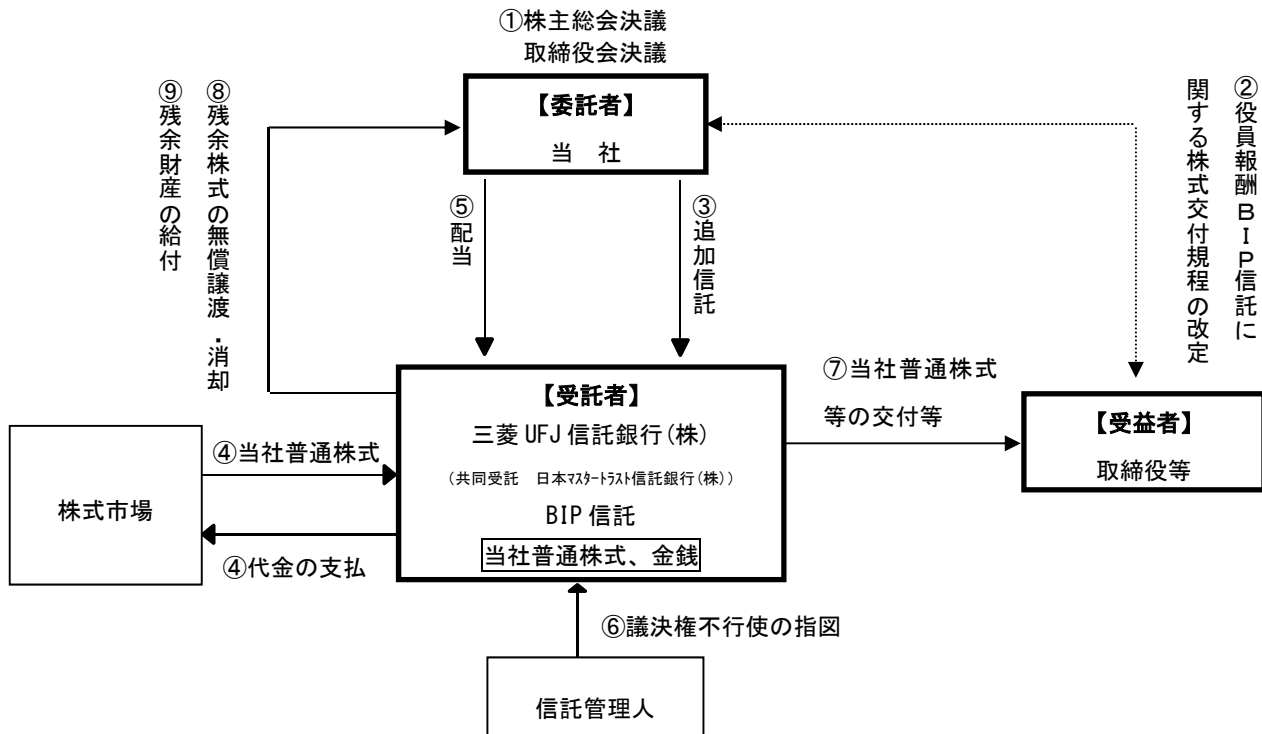 ①株主総会決議
取締役会決議
【委託者】
当 社
②役員報酬BIP信託に
関する株式交付規程の改定
⑧残余株式の無償譲渡・消却
⑨残余財産の給付
⑤配当
③追加信託
【受託者】
三菱UFJ信託銀行(株)
(共同受託 日本マスタートラスト信託銀行(株))
BIP信託
当社普通株式、金銭
⑦当社普通株式
等の交付等
【受益者】
取締役等
④当社普通株式
株式市場
④代金の支払
⑥議決権不行使の指図
信託管理人